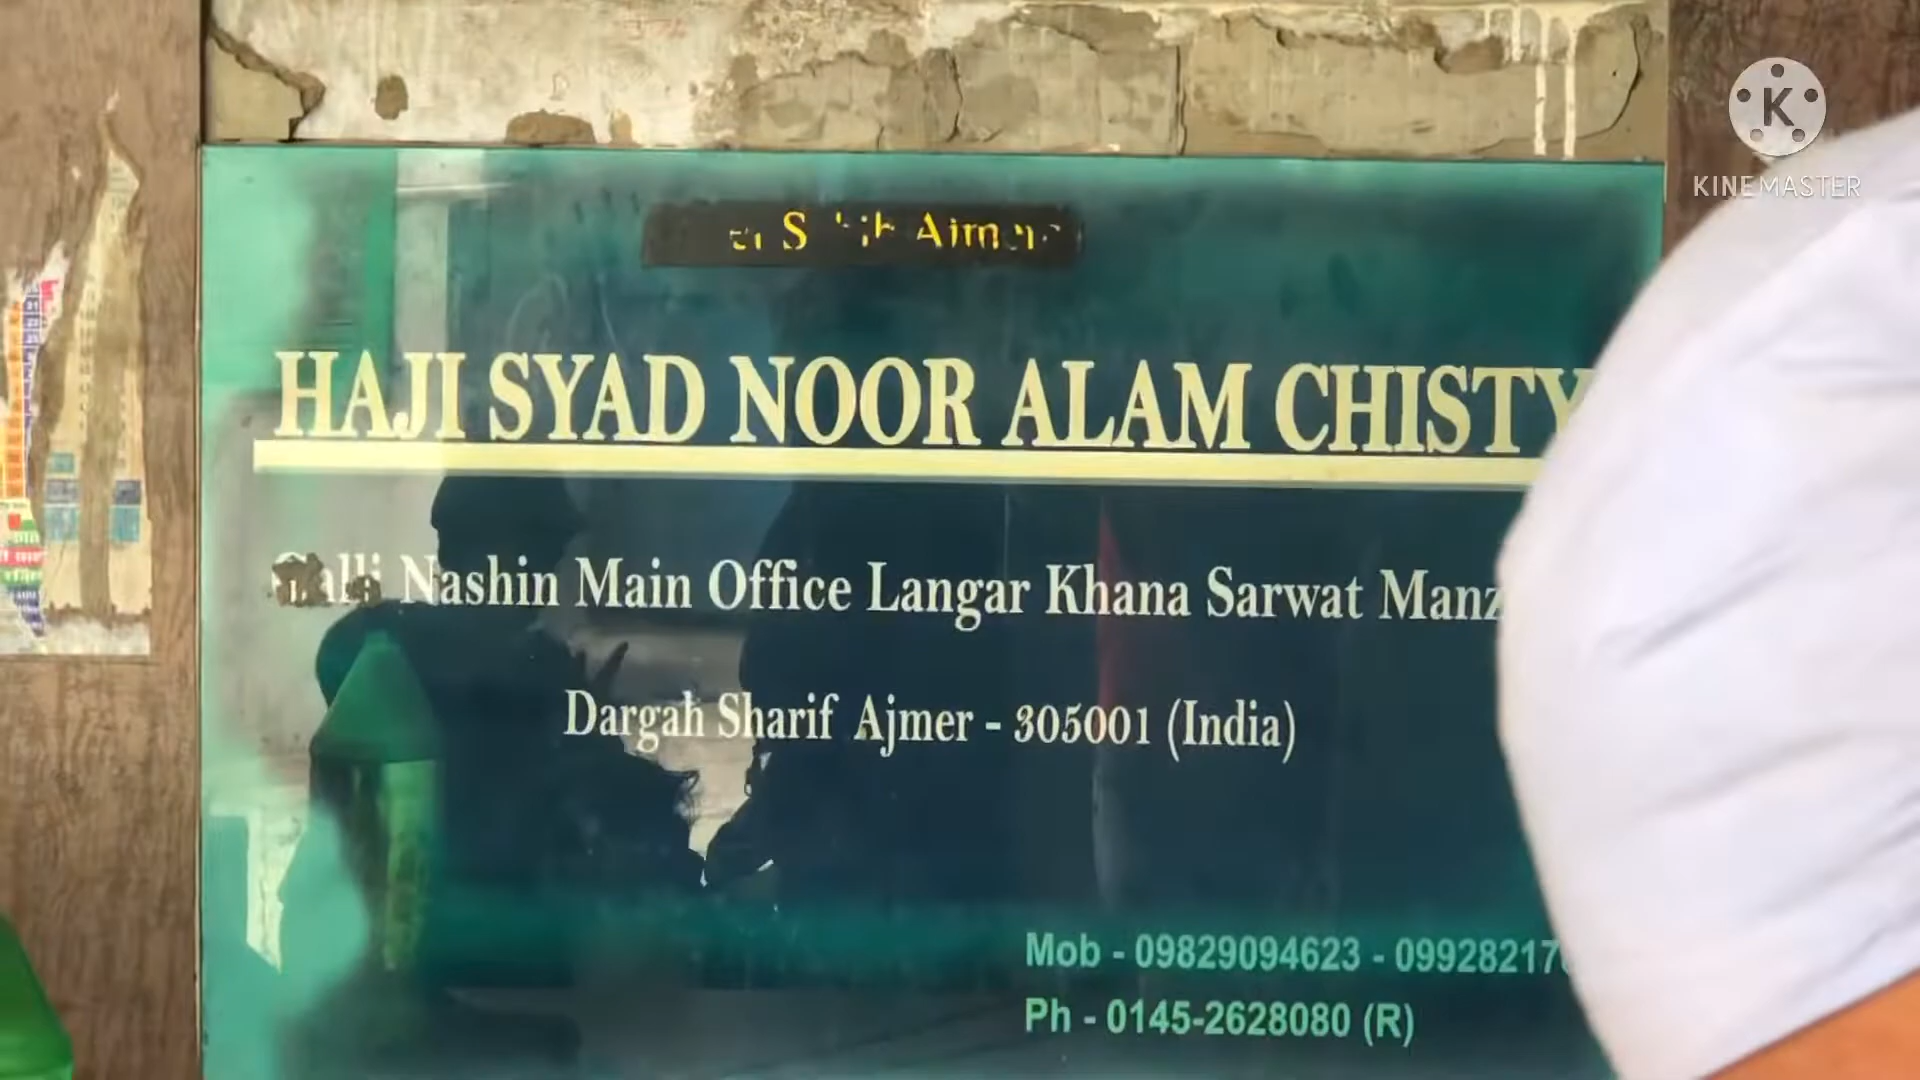 KINEMASTER
HAJI SYAD NOOR ALAM CHISTY
Nashin Main Office Langar Khana Sarwat
Dargah Sharif Ajmer - 305001 (India)
Mob - 09829094623 -
Ph - 0145-2628080 (R)